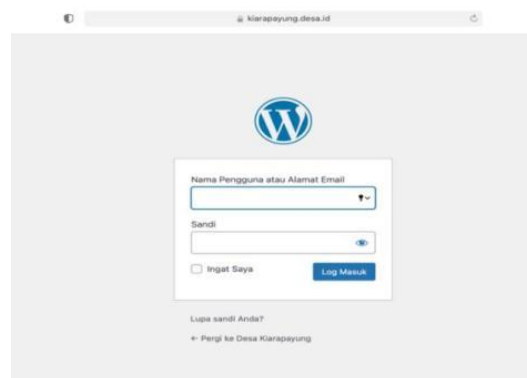 kiarapayung.desa.id
Nama Pengguna atau Alamat Email
Sandi
Ingat Saya
Log Masuk
Lupa sandi Anda?
← Pergi ke Desa Kiarapayung